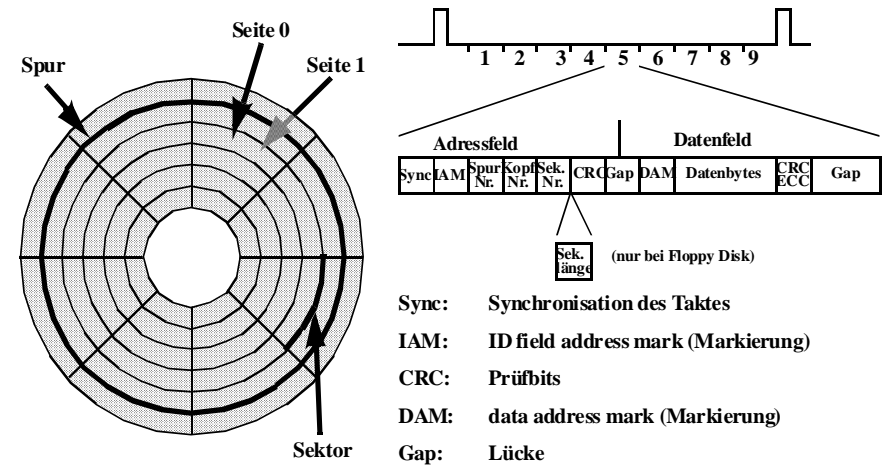 Seite 0
Seite 1
Spur
Sektor
1 2 3 4 5 6 7 8 9
Adressfeld Datenfeld
Sync IAM Spur Nr. Kopf Nr. Sek. Nr. CRC Gap DAM Datenbytes CRC ECC Gap
Sek. länge (nur bei Floppy Disk)
Sync: Synchronisation des Taktes
IAM: ID field address mark (Markierung)
CRC: Prüfbits
DAM: data address mark (Markierung)
Gap: Lücke